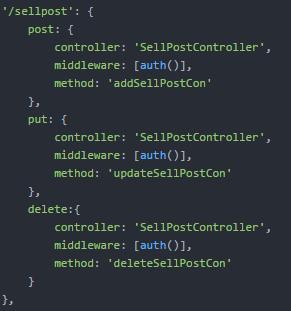 '/sellpost': {
    post: {
        controller: 'SellPostController',
        middleware: [auth()],
        method: 'addSellPostCon'
    },
    put: {
        controller: 'SellPostController',
        middleware: [auth()],
        method: 'updateSellPostCon'
    },
    delete:{
        controller: 'SellPostController',
        middleware: [auth()],
        method: 'deleteSellPostCon'
    }
},